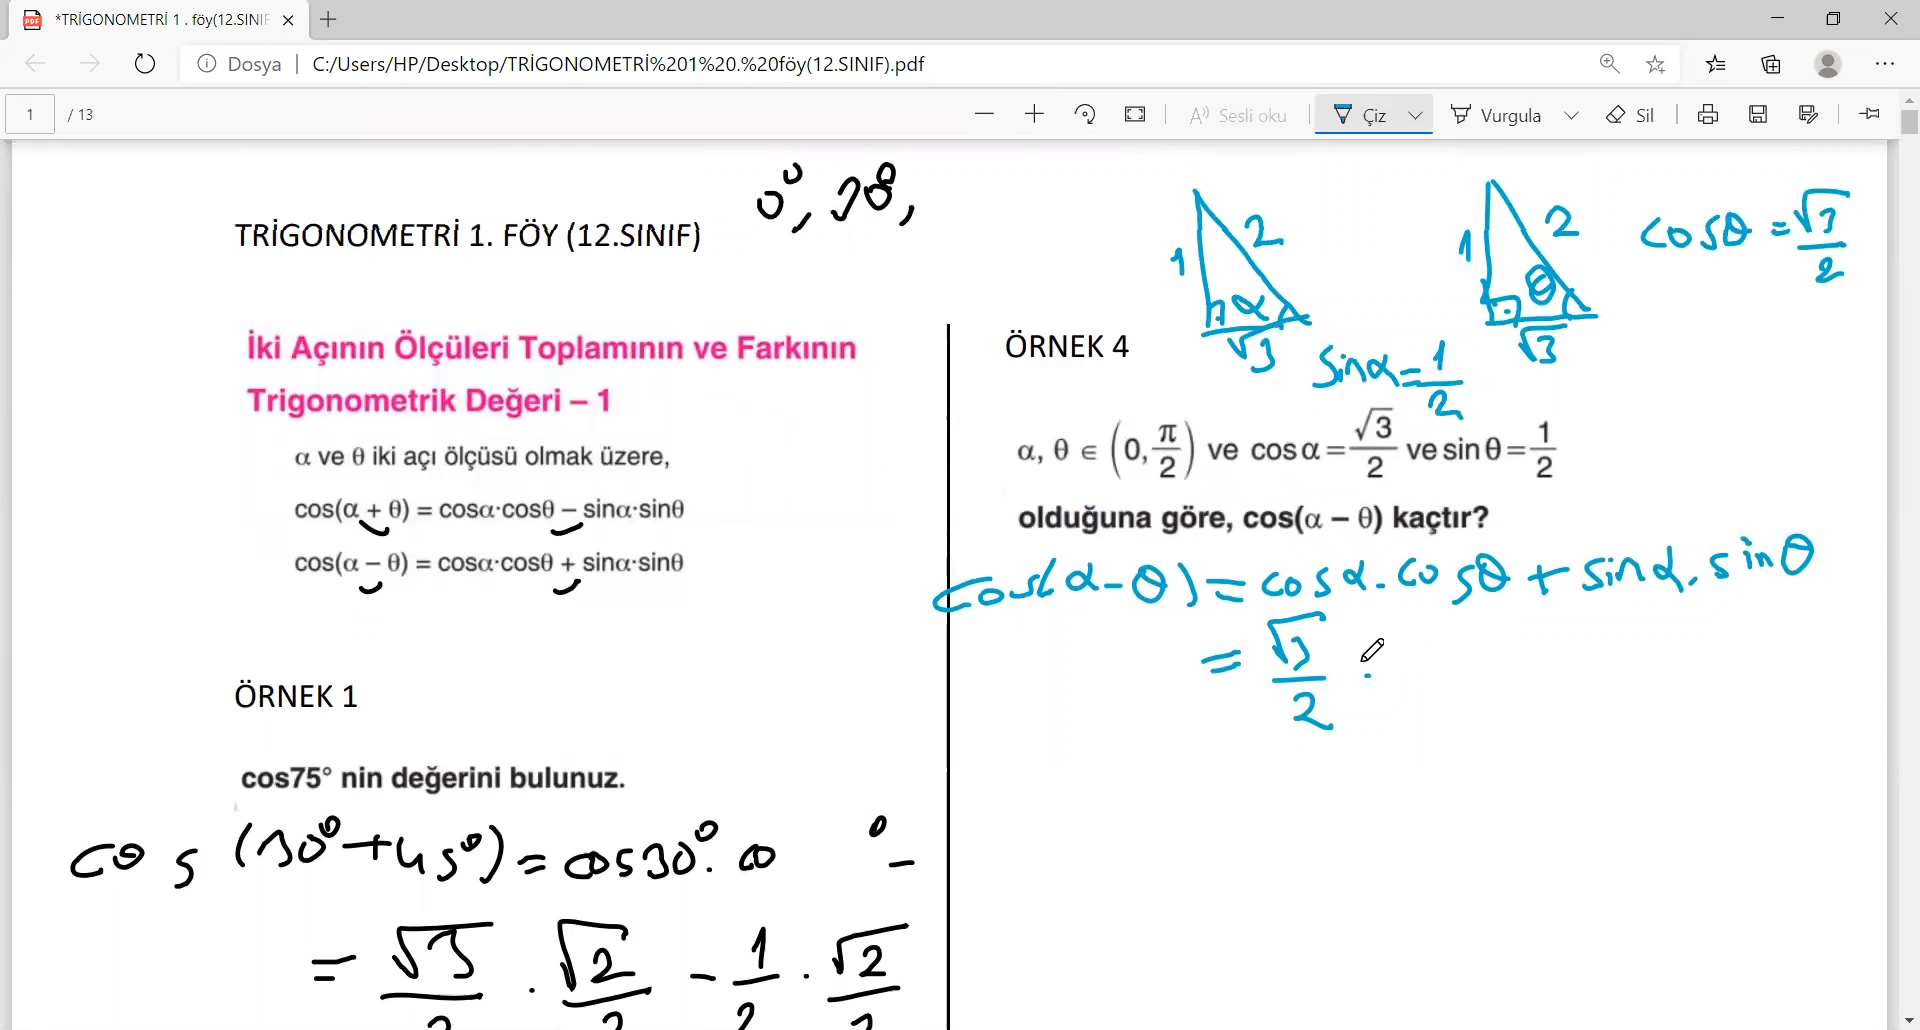 *TRİGONOMETRİ 1 . föy(12.SINIF
Dosya | C:/Users/HP/Desktop/TRİGONOMETRİ%201%20.%20föy(12.SINIF).pdf
1 / 13
Sesli oku
Çiz
Vurgula
Sil
TRİGONOMETRİ 1. FÖY (12.SINIF)
İki Açının Ölçüleri Toplamının ve Farkının
Trigonometrik Değeri – 1
α ve θ iki açı ölçüsü olmak üzere,
cos(α + θ) = cosα·cosθ – sinα·sinθ
cos(α – θ) = cosα·cosθ + sinα·sinθ
ÖRNEK 1
cos75° nin değerini bulunuz.
cos (30°+45°) = cos30°. co ° –
= √3/2 . √2/2 - 1/2 . √2/2
1 2 α √3
sinα = 1/2
1 2 θ √3
cosθ = √3/2
ÖRNEK 4
α, θ ∈ (0, π/2) ve cosα = √3/2 ve sinθ = 1/2
olduğuna göre, cos(α – θ) kaçtır?
cos(α - θ) = cosα . cosθ + sinα . sinθ
= √3/2 .